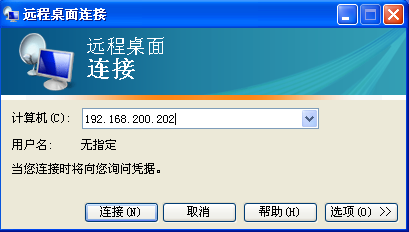 远程桌面连接
远程桌面
连接
计算机(C): 192.168.200.202
用户名: 无指定
当您连接时将向您询问凭据。
连接(N) 取消 帮助(H) 选项(O) >>